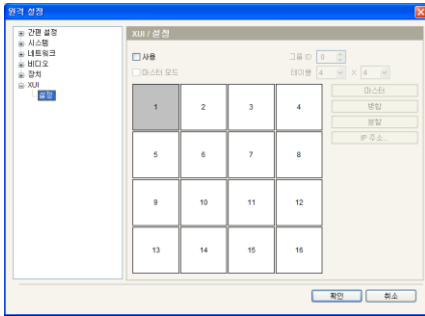 원격 설정
간편 설정
시스템
네트워크
비디오
장치
XUI
설정
XUI / 설정
사용
그룹 ID 0
마스터 모드
테이블 4 X 4
마스터
병합
분할
IP 주소...
1 2 3 4
5 6 7 8
9 10 11 12
13 14 15 16
확인 취소